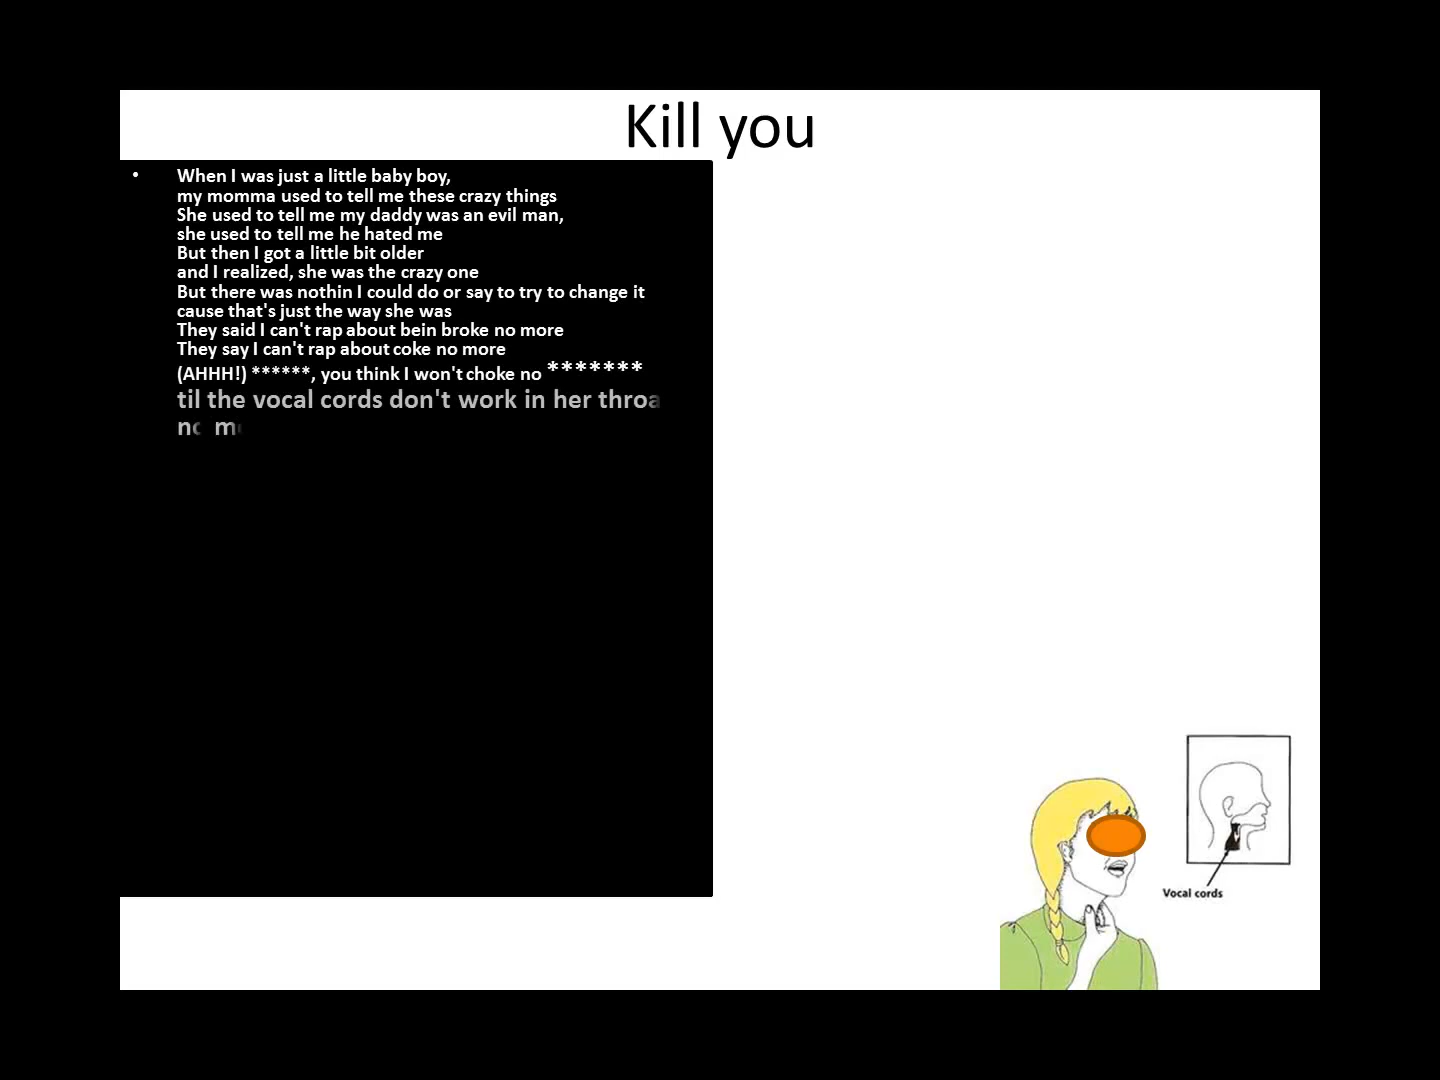 Kill you
• When I was just a little baby boy,
my momma used to tell me these crazy things
She used to tell me my daddy was an evil man,
she used to tell me he hated me
But then I got a little bit older
and I realized, she was the crazy one
But there was nothin I could do or say to try to change it
cause that's just the way she was
They said I can't rap about bein broke no more
They say I can't rap about coke no more
(AHHH!) ******, you think I won't choke no *******
til the vocal cords don't work in her throa
no m
Vocal cords